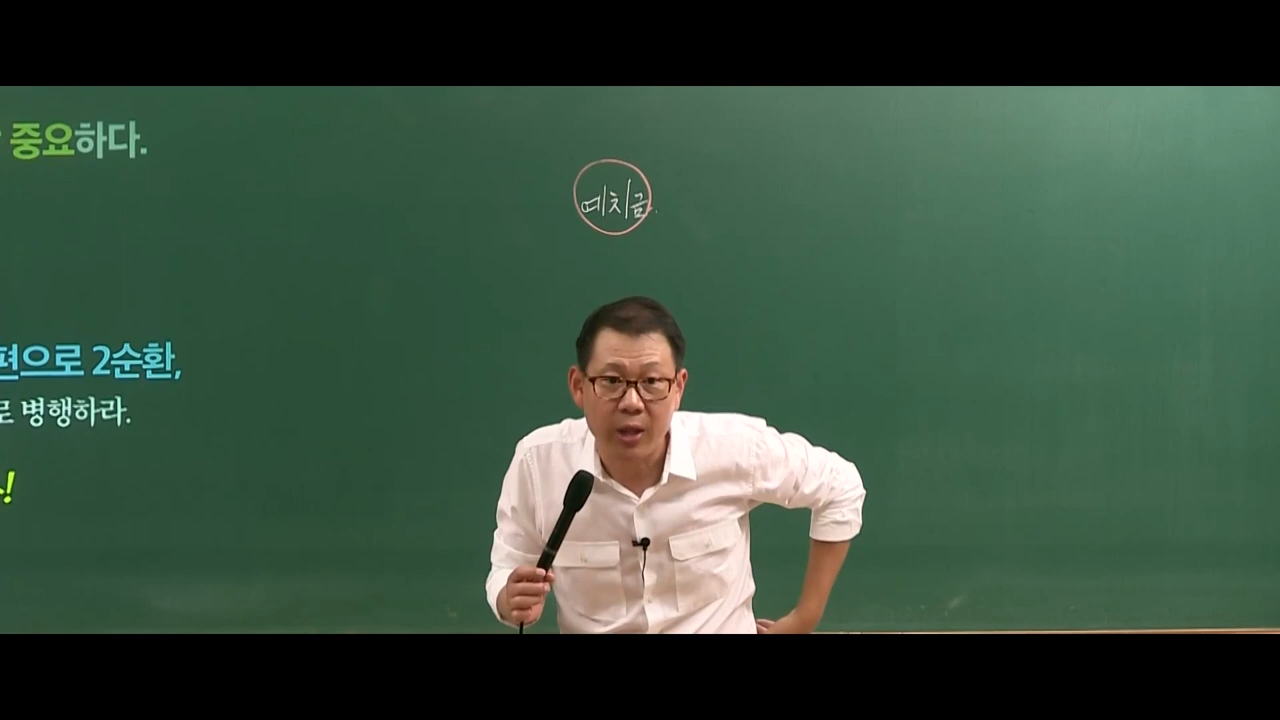 중요하다.
예치금.
편으로 2순환,
로 병행하라.
!